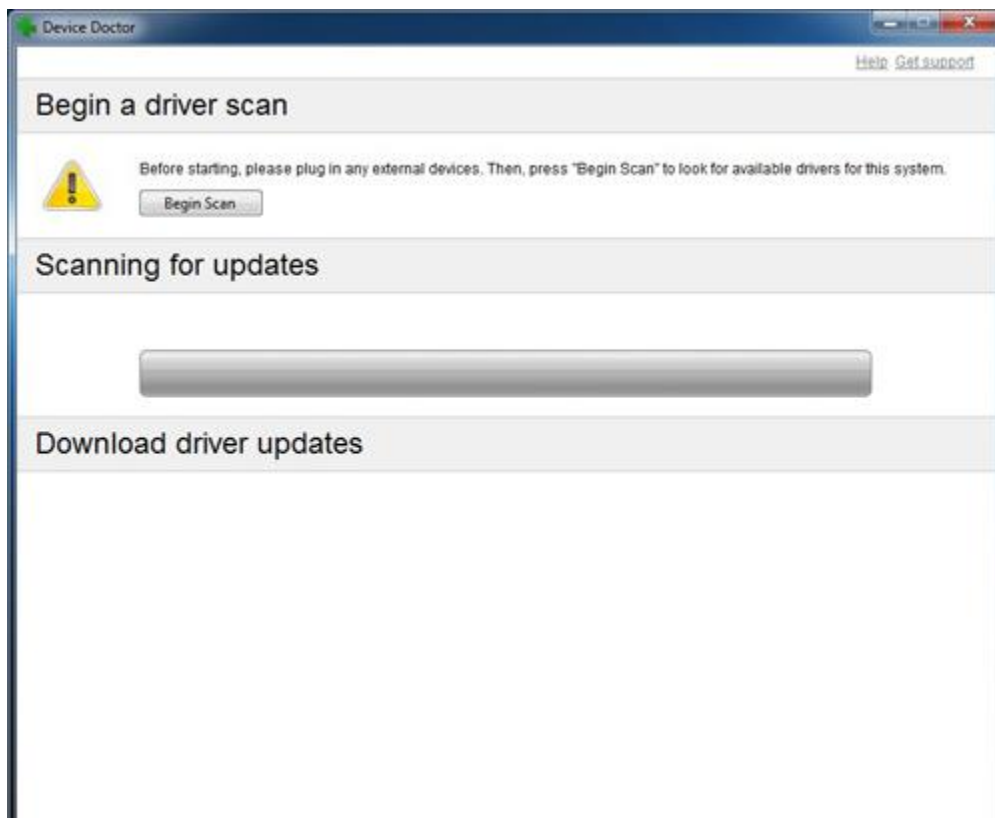 Device Doctor
Help Get support
Begin a driver scan
Before starting, please plug in any external devices. Then, press "Begin Scan" to look for available drivers for this system.
Begin Scan
Scanning for updates
Download driver updates